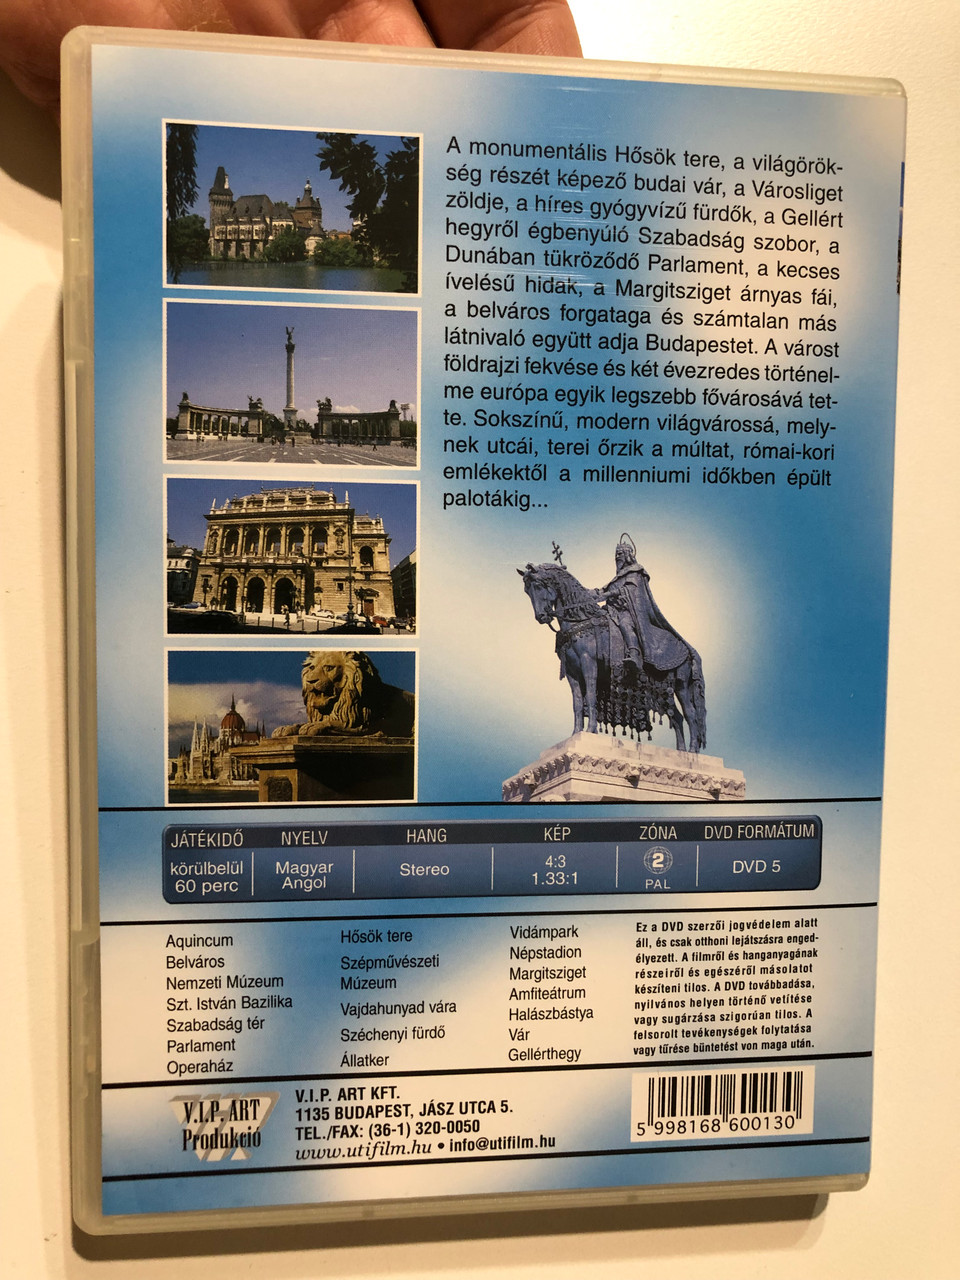 A monumentális Hősök tere, a világörök-
ség részét képező budai vár, a Városliget
zöldje, a híres gyógyvízű fürdők, a Gellért
hegyről égbenyúló Szabadság szobor, a
Dunában tükröződő Parlament, a kecses
ívelésű hidak, a Margitsziget árnyas fái,
a belváros forgataga és számtalan más
látnivaló együtt adja Budapestet. A várost
földrajzi fekvése és két évezredes történel-
me európa egyik legszebb fővárosává tet-
te. Sokszínű, modern világvárossá, mely-
nek utcái, terei őrzik a múltat, római-kori
emlékektől a millenniumi időkben épült
palotákig...
JÁTÉKIDŐ
körülbelül
60 perc
NYELV
Magyar
Angol
HANG
Stereo
KÉP
4:3
1.33:1
ZÓNA
2
PAL
DVD FORMÁTUM
DVD 5
Aquincum
Belváros
Nemzeti Múzeum
Szt. István Bazilika
Szabadság tér
Parlament
Operaház
Hősök tere
Szépművészeti
Múzeum
Vajdahunyad vára
Széchenyi fürdő
Állatker
Vidámpark
Népstadion
Margitsziget
Amfiteátrum
Halászbástya
Vár
Gellérthegy
Ez a DVD szerzői jogvédelem alatt
áll, és csak otthoni lejátszásra enged-
élyezett. A filmről és hanganyagának
részeiről és egészéről másolatot
készíteni tilos. A DVD továbbadása,
nyilvános helyen történő vetítése
vagy sugárzása szigorúan tilos. A
felsorolt tevékenységek folytatása
vagy tűrése büntetést von maga után.
V.I.P. ART
Produkció
V.I.P. ART KFT.
1135 BUDAPEST, JÁSZ UTCA 5.
TEL./FAX: (36-1) 320-0050
www.utifilm.hu • info@utifilm.hu
5 998168 600130